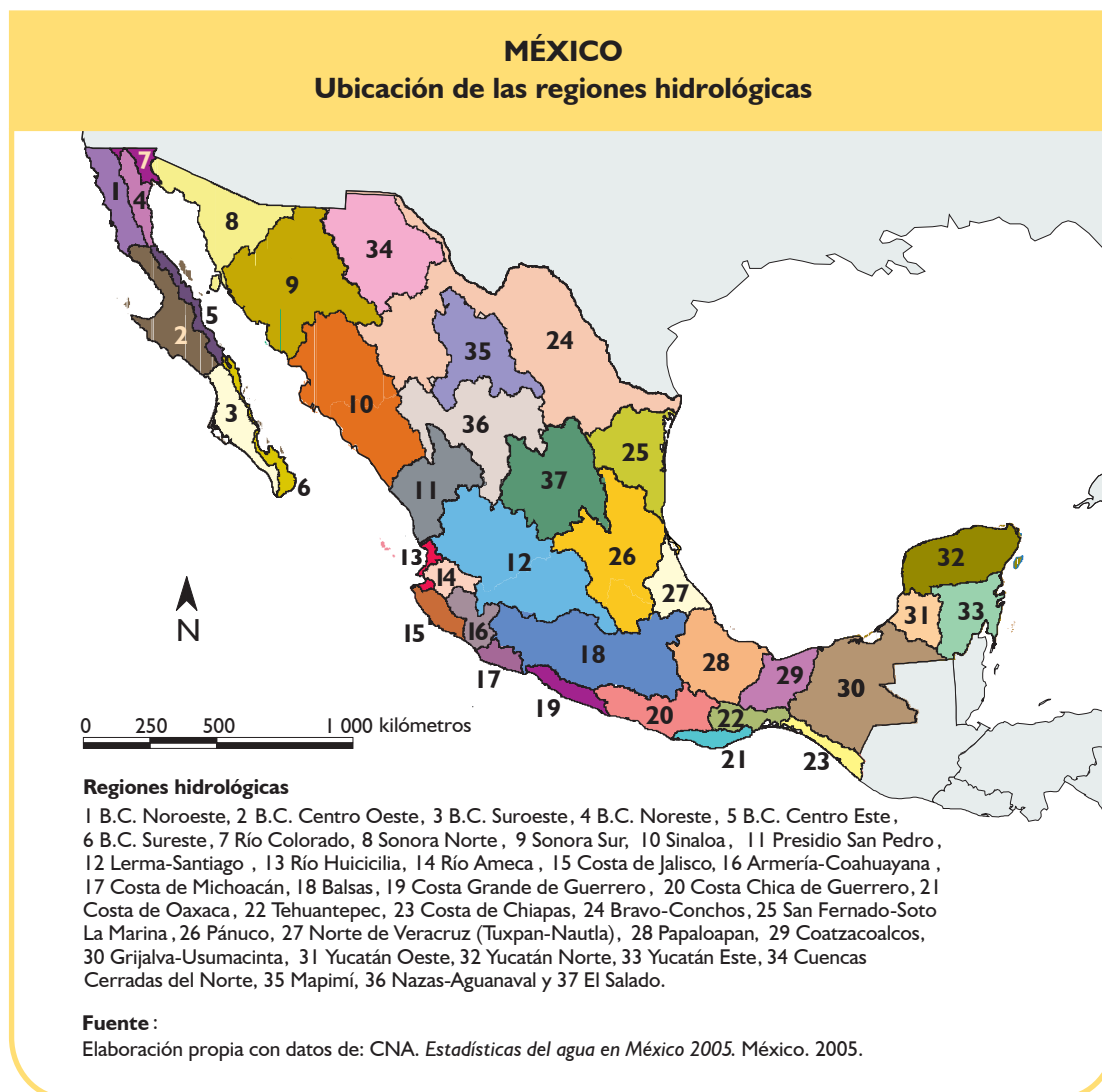 MÉXICO
Ubicación de las regiones hidrológicas
7
1
4
8
34
9
5
2
24
35
10
3
36
25
6
11
37
12
26
13
14
32
27
31
33
N
15
16
18
28
17
29
30
19
20
22
21
23
0 250 500 1 000 kilómetros
Regiones hidrológicas
1 B.C. Noroeste, 2 B.C. Centro Oeste, 3 B.C. Suroeste, 4 B.C. Noreste, 5 B.C. Centro Este,
6 B.C. Sureste, 7 Río Colorado, 8 Sonora Norte, 9 Sonora Sur, 10 Sinaloa, 11 Presidio San Pedro,
12 Lerma-Santiago, 13 Río Huicicilia, 14 Río Ameca, 15 Costa de Jalisco, 16 Armería-Coahuayana,
17 Costa de Michoacán, 18 Balsas, 19 Costa Grande de Guerrero, 20 Costa Chica de Guerrero, 21
Costa de Oaxaca, 22 Tehuantepec, 23 Costa de Chiapas, 24 Bravo-Conchos, 25 San Fernado-Soto
La Marina, 26 Pánuco, 27 Norte de Veracruz (Tuxpan-Nautla), 28 Papaloapan, 29 Coatzacoalcos,
30 Grijalva-Usumacinta, 31 Yucatán Oeste, 32 Yucatán Norte, 33 Yucatán Este, 34 Cuencas
Cerradas del Norte, 35 Mapimí, 36 Nazas-Aguanaval y 37 El Salado.
Fuente:
Elaboración propia con datos de: CNA. Estadísticas del agua en México 2005. México. 2005.